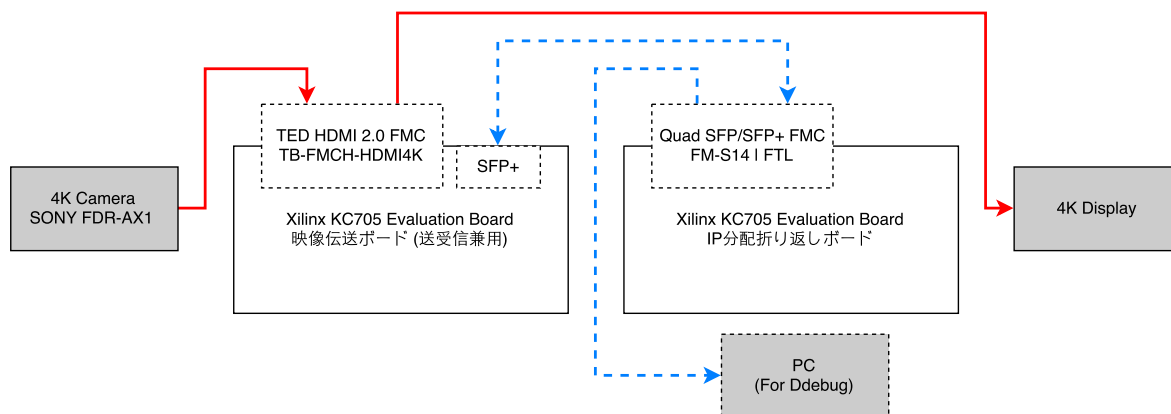 TED HDMI 2.0 FMC
TB-FMCH-HDMI4K
SFP+
Quad SFP/SFP+ FMC
FM-S14 | FTL
4K Camera
SONY FDR-AX1
Xilinx KC705 Evaluation Board
映像伝送ボード (送受信兼用)
Xilinx KC705 Evaluation Board
IP分配折り返しボード
4K Display
PC
(For Ddebug)